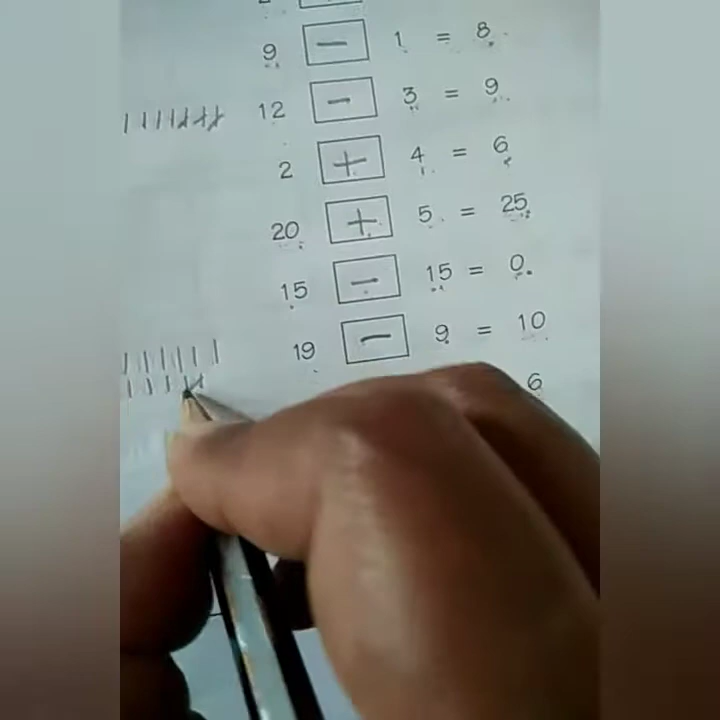 9 − 1 = 8
12 − 3 = 9
2 + 4 = 6
20 + 5 = 25
15 − 15 = 0
19 − 9 = 10
6